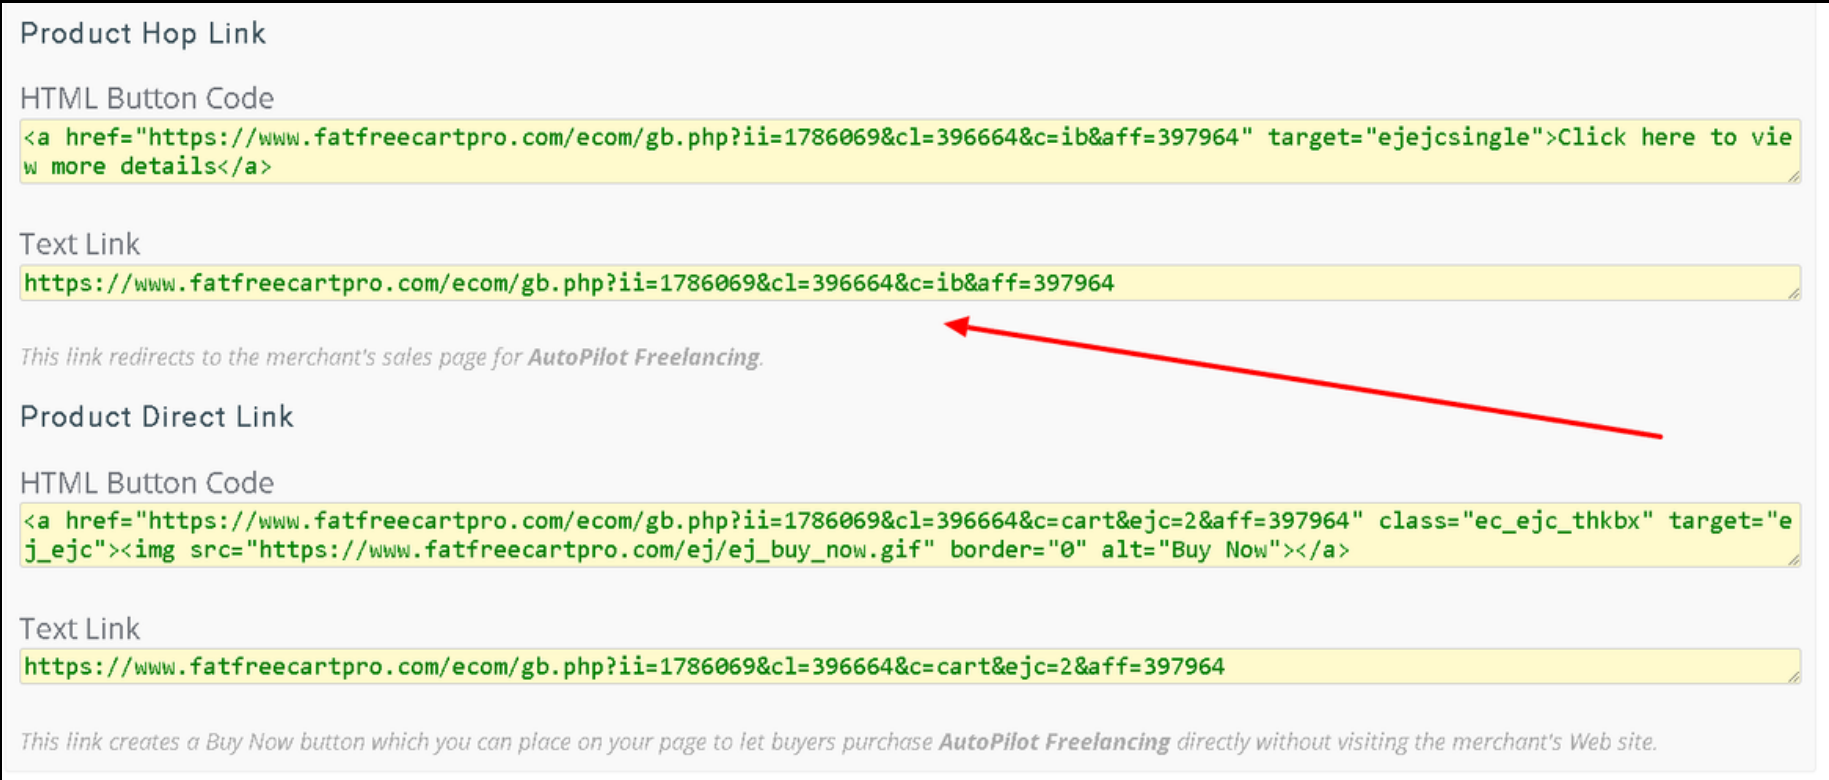 Product Hop Link
HTML Button Code
<a href="https://www.fatfreecartpro.com/ecom/gb.php?ii=1786069&cl=396664&c=ib&aff=397964" target="ejejcsingle">Click here to vie
w more details</a>
Text Link
https://www.fatfreecartpro.com/ecom/gb.php?ii=1786069&cl=396664&c=ib&aff=397964
This link redirects to the merchant's sales page for AutoPilot Freelancing.
Product Direct Link
HTML Button Code
<a href="https://www.fatfreecartpro.com/ecom/gb.php?ii=1786069&cl=396664&c=cart&ejc=2&aff=397964" class="ec_ejc_thkbx" target="e
j_ejc"><img src="https://www.fatfreecartpro.com/ej/ej_buy_now.gif" border="0" alt="Buy Now"></a>
Text Link
https://www.fatfreecartpro.com/ecom/gb.php?ii=1786069&cl=396664&c=cart&ejc=2&aff=397964
This link creates a Buy Now button which you can place on your page to let buyers purchase AutoPilot Freelancing directly without visiting the merchant's Web site.